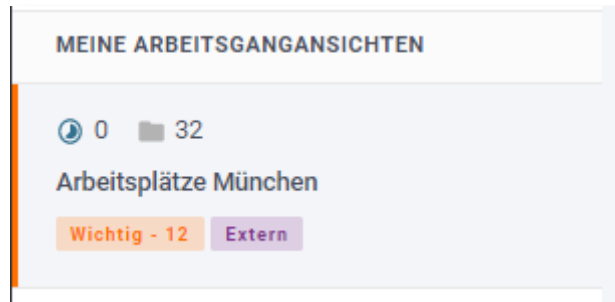 MEINE ARBEITSGANGANSICHTEN
0 32
Arbeitsplätze München
Wichtig - 12 Extern